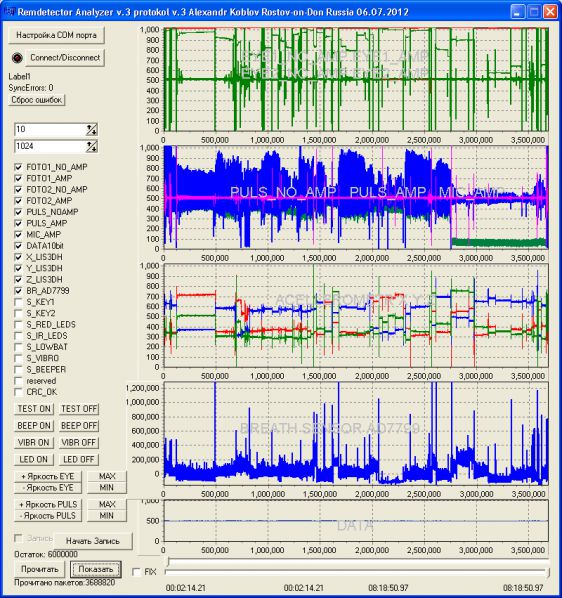 Remdetector Analyzer v.3 protokol v.3 Alexandr Koblov Rostov-on-Don Russia 06.07.2012
Настройка COM порта
Connect/Disconnect
Label1
SyncErrors: 0
Сброс ошибок
10
1024
FOTO1_NO_AMP
FOTO1_AMP
FOTO2_NO_AMP
FOTO2_AMP
PULS_NOAMP
PULS_AMP
MIC_AMP
DATA10bit
X_LIS3DH
Y_LIS3DH
Z_LIS3DH
BR_AD7799
S_KEY1
S_KEY2
S_RED_LEDS
S_IR_LEDS
S_LOWBAT
S_VIBRO
S_BEEPER
reserved
CRC_OK
TEST ON TEST OFF
BEEP ON BEEP OFF
VIBR ON VIBR OFF
LED ON LED OFF
+ Яркость EYE MAX
- Яркость EYE MIN
+ Яркость PULS MAX
- Яркость PULS MIN
Запись Начать Запись
Остаток: 6000000
Прочитать Показать
Прочитано пакетов:3688820
1,000
900
800
700
600
500
400
300
200
100
0
500,000 1,000,000 1,500,000 2,000,000 2,500,000 3,000,000 3,500,000
1,000
900
800
700
600
500
400
300
200
100
0
PULS_NO_AMP PULS_AMP MIC_AMP
500,000 1,000,000 1,500,000 2,000,000 2,500,000 3,000,000 3,500,000
1,000
900
800
700
600
500
400
300
200
100
0
0 500,000 1,000,000 1,500,000 2,000,000 2,500,000 3,000,000 3,500,000
1,200,000
1,000,000
800,000
600,000
400,000
200,000
0
-200,000
BREATH SENSOR AD7799
0 500,000 1,000,000 1,500,000 2,000,000 2,500,000 3,000,000 3,500,000
1,000
500
0
DATA
0 500,000 1,000,000 1,500,000 2,000,000 2,500,000 3,000,000 3,500,000
FIX
00:02:14.21 00:02:14.21 08:18:50.97 08:18:50.97